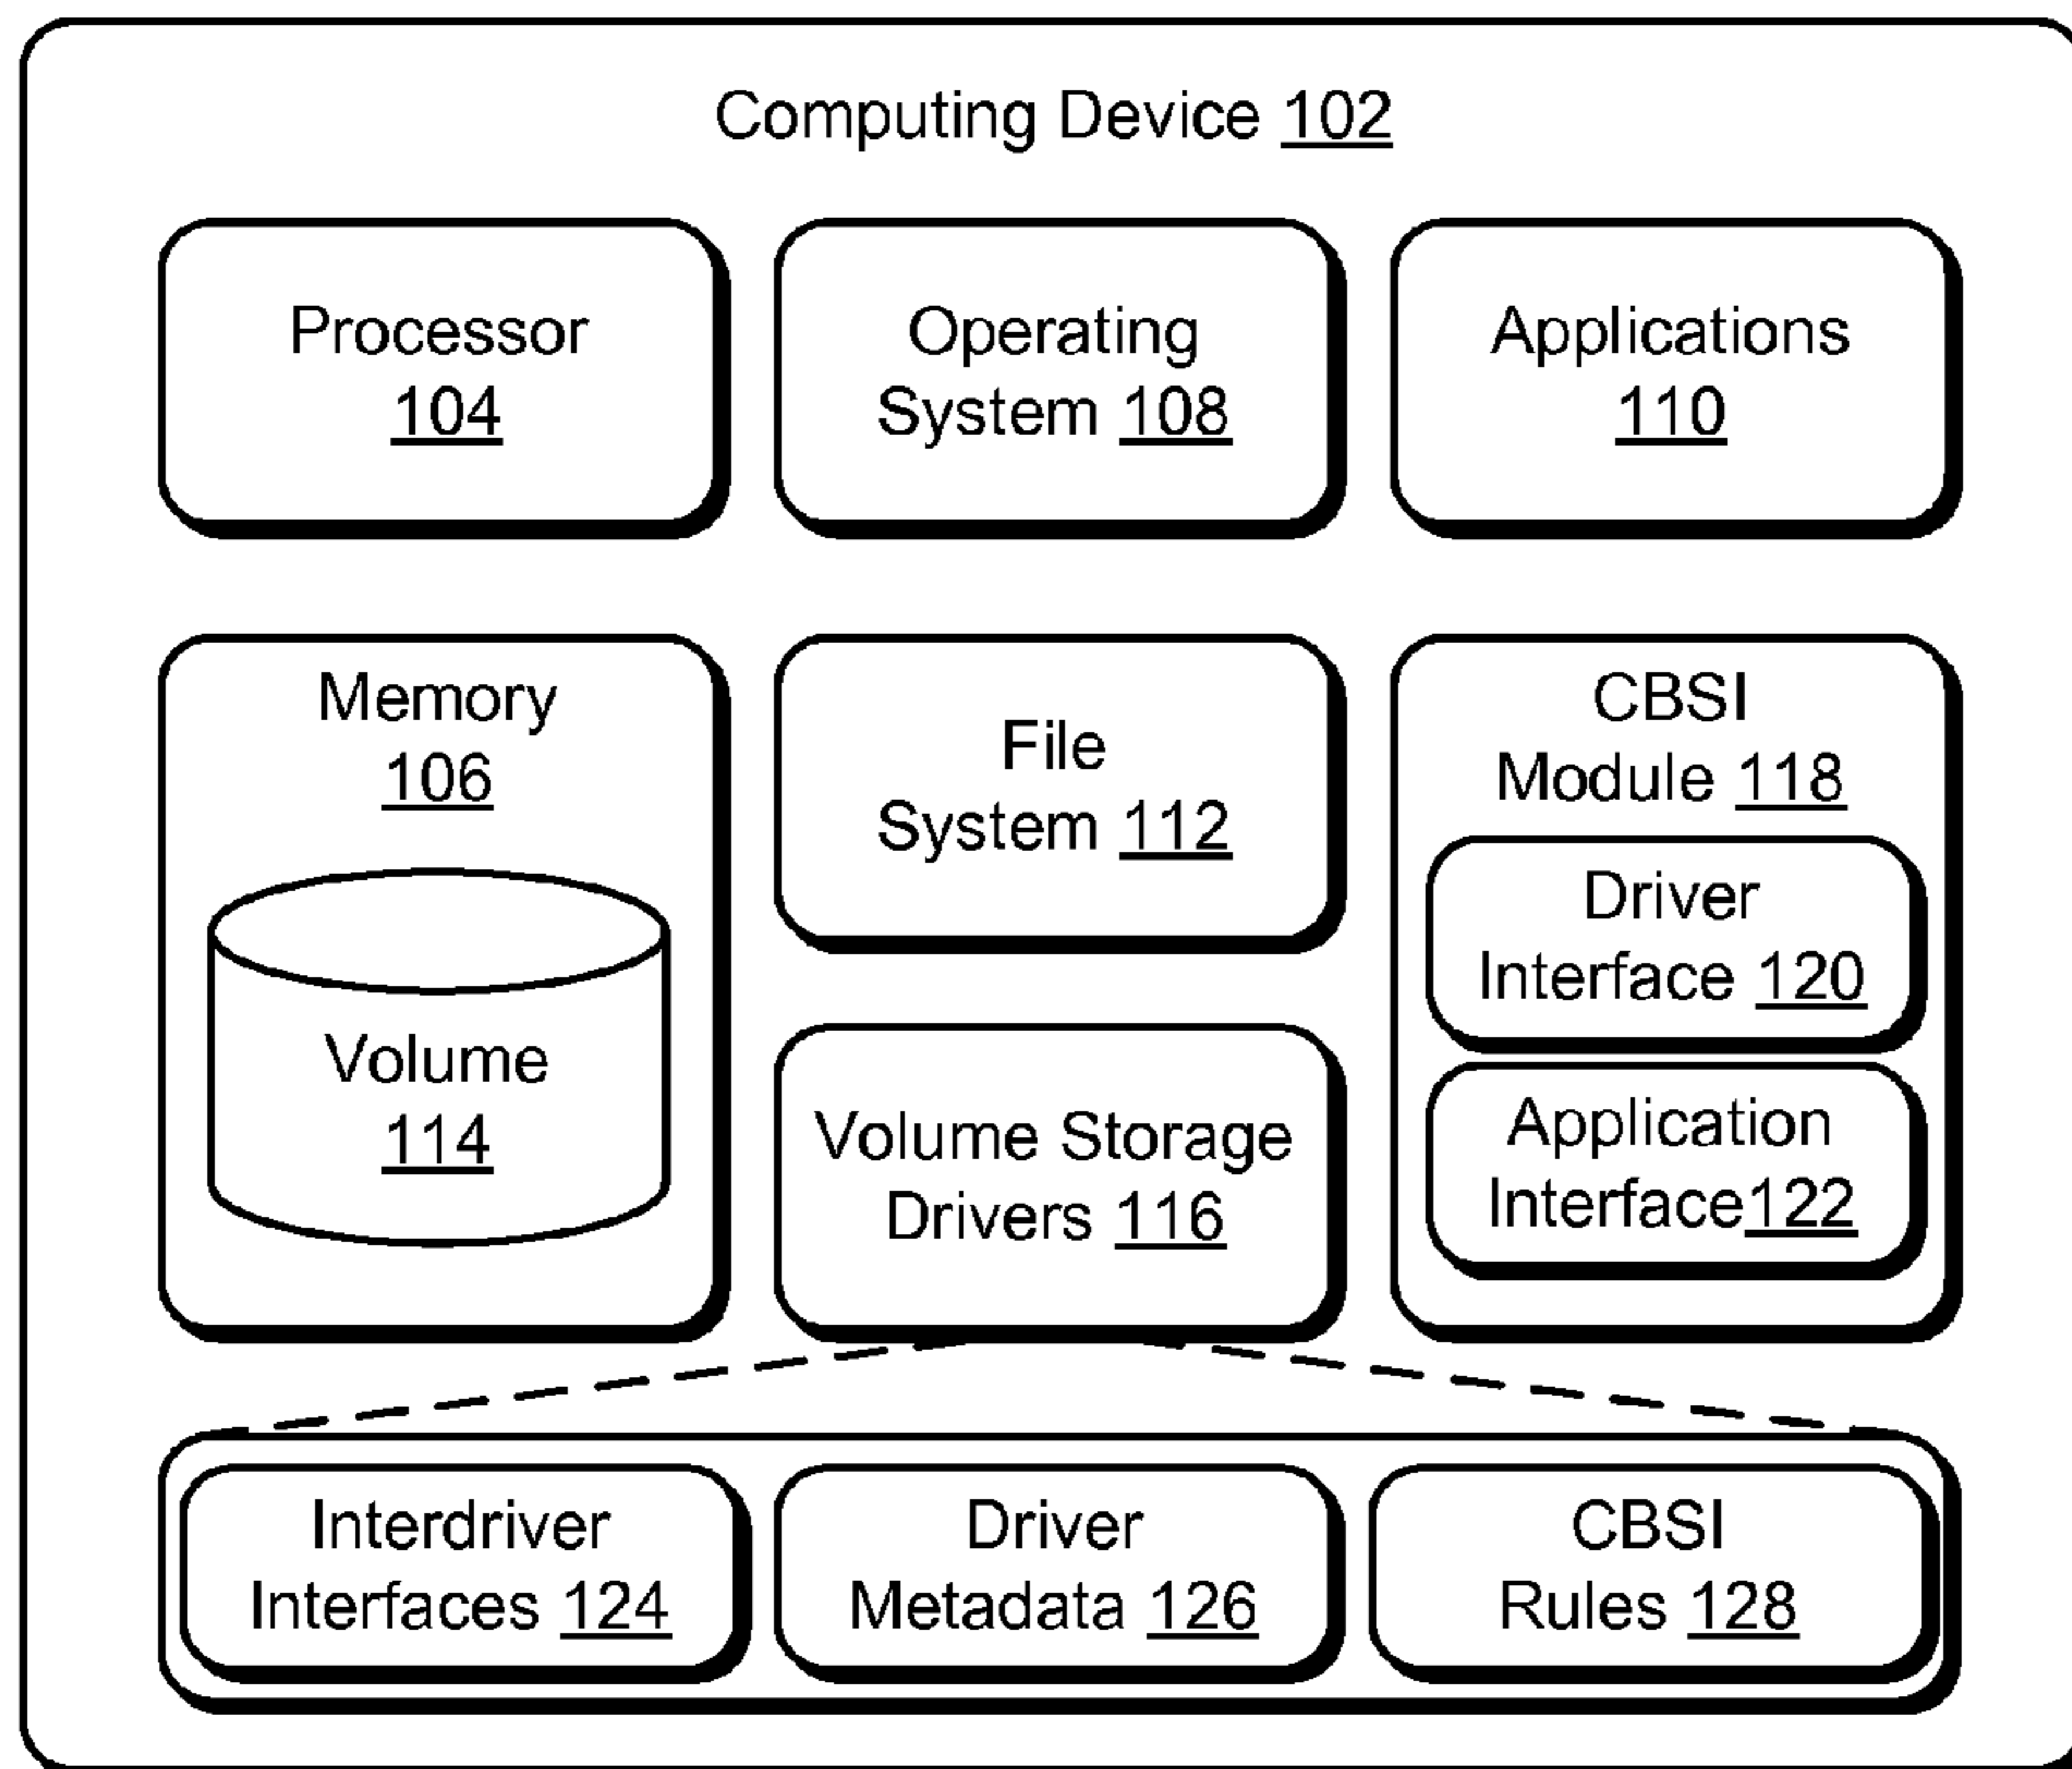 Computing Device 102
Processor
104
Operating
System 108
Applications
110
Memory
106
Volume
114
File
System 112
Volume Storage
Drivers 116
CBSI
Module 118
Driver
Interface 120
Application
Interface122
Interdriver
Interfaces 124
Driver
Metadata 126
CBSI
Rules 128